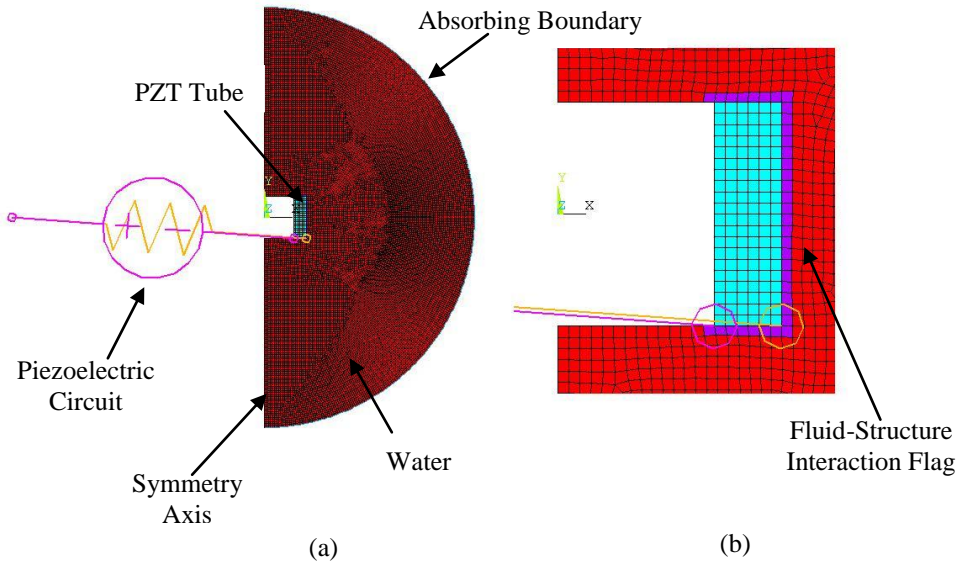 Absorbing Boundary
PZT Tube
Y
Z
Piezoelectric
Circuit
Symmetry
Axis
Water
(a)
Y
Z
X
Fluid-Structure
Interaction Flag
(b)